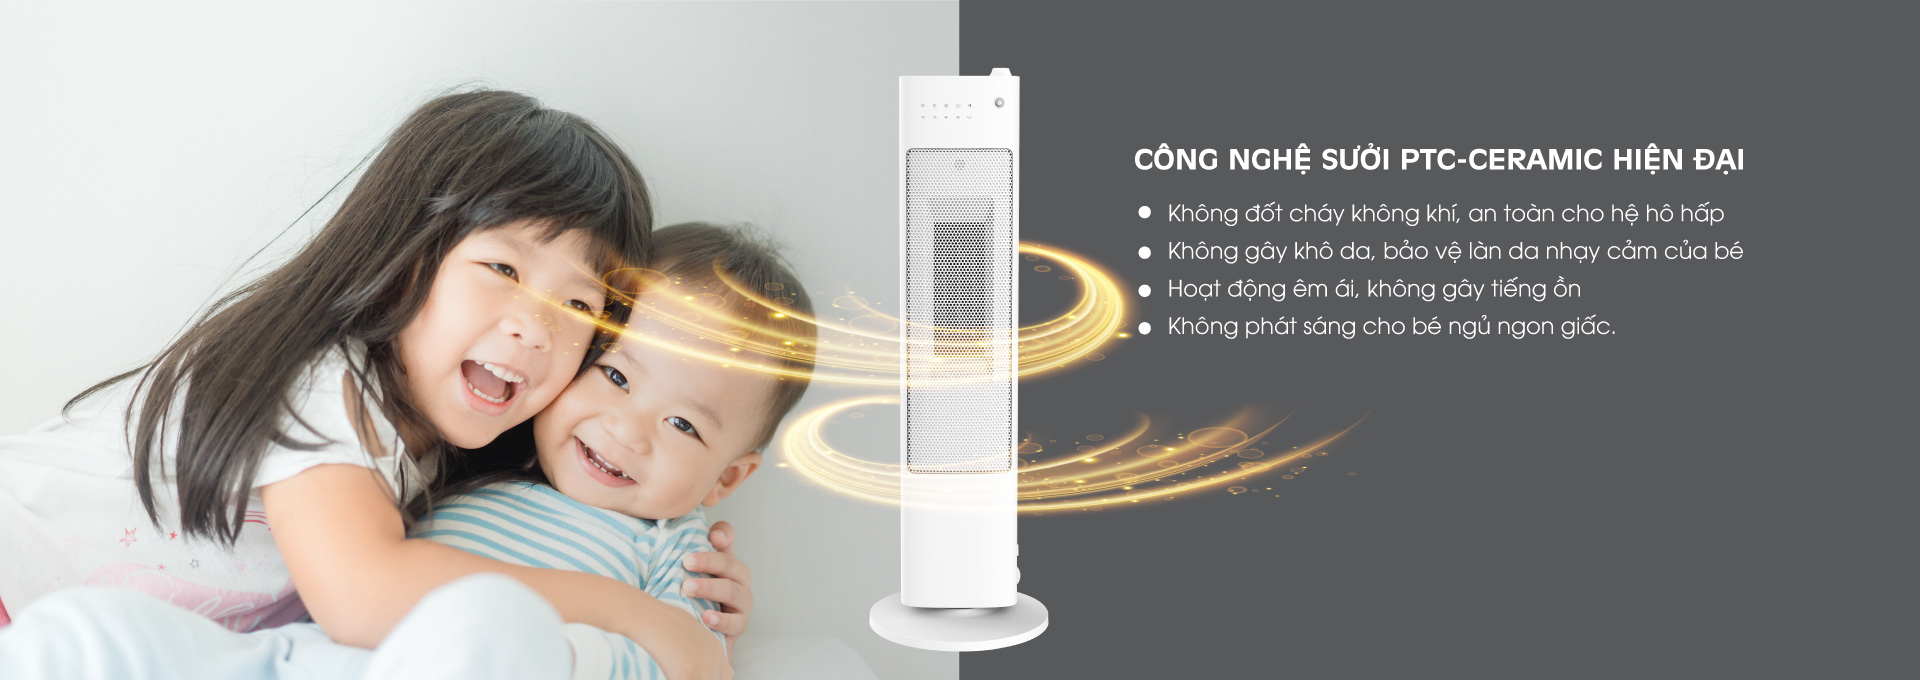 CÔNG NGHỆ SƯỞI PTC-CERAMIC HIỆN ĐẠI
Không đốt cháy không khí, an toàn cho hệ hô hấp
Không gây khô da, bảo vệ làn da nhạy cảm của bé
Hoạt động êm ái, không gây tiếng ồn
Không phát sáng cho bé ngủ ngon giấc.